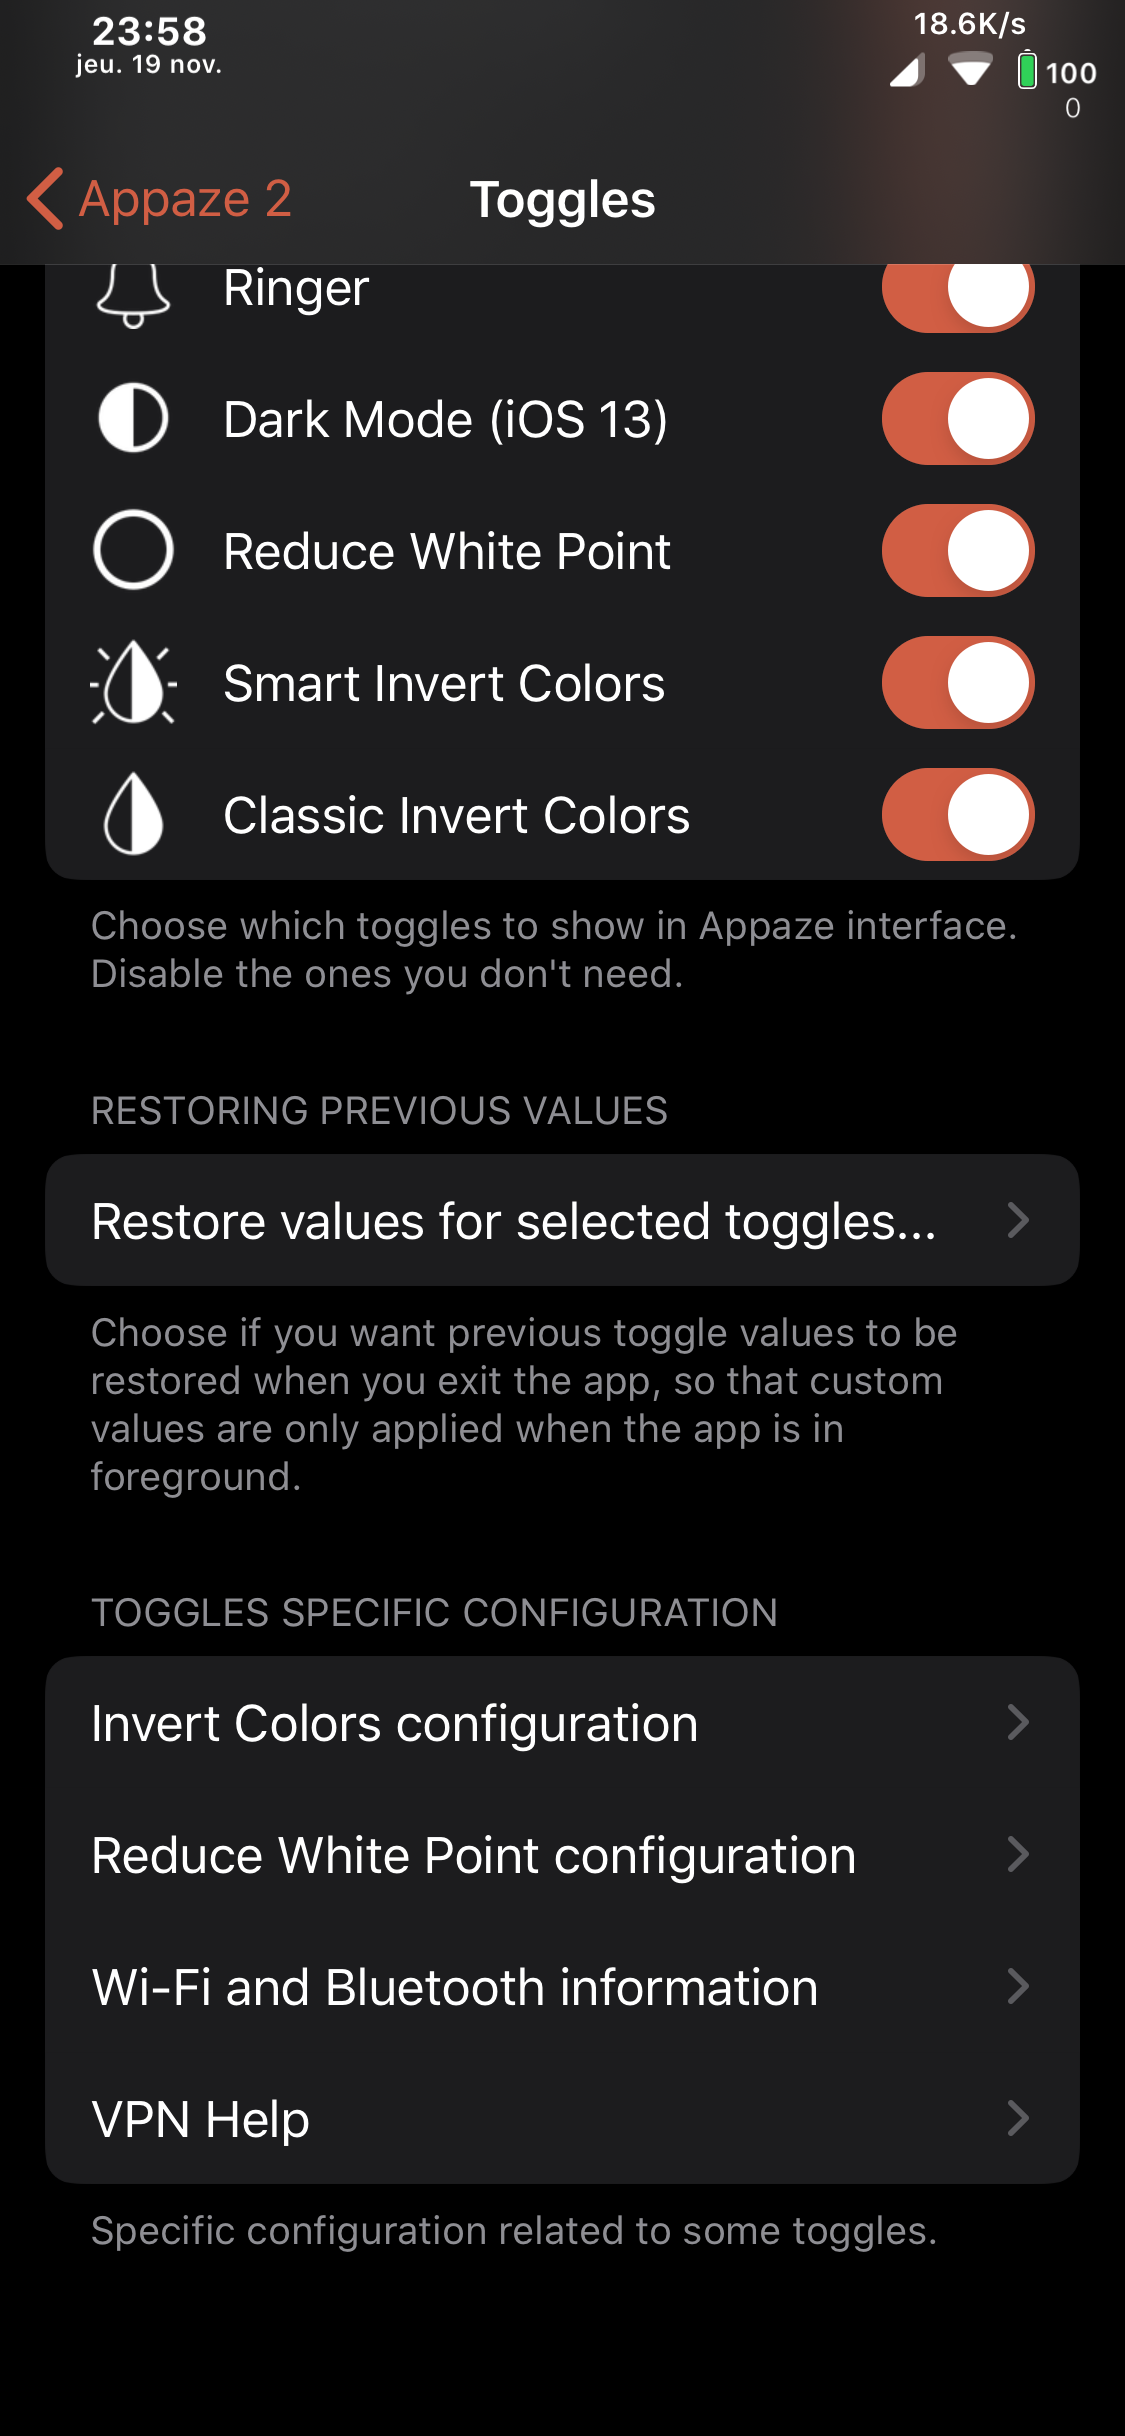 23:58
jeu. 19 nov.
18.6K/s
100
0
Appaze 2
Toggles
Ringer
Dark Mode (iOS 13)
Reduce White Point
Smart Invert Colors
Classic Invert Colors
Choose which toggles to show in Appaze interface.
Disable the ones you don't need.
RESTORING PREVIOUS VALUES
Restore values for selected toggles...
Choose if you want previous toggle values to be
restored when you exit the app, so that custom
values are only applied when the app is in
foreground.
TOGGLES SPECIFIC CONFIGURATION
Invert Colors configuration
Reduce White Point configuration
Wi-Fi and Bluetooth information
VPN Help
Specific configuration related to some toggles.